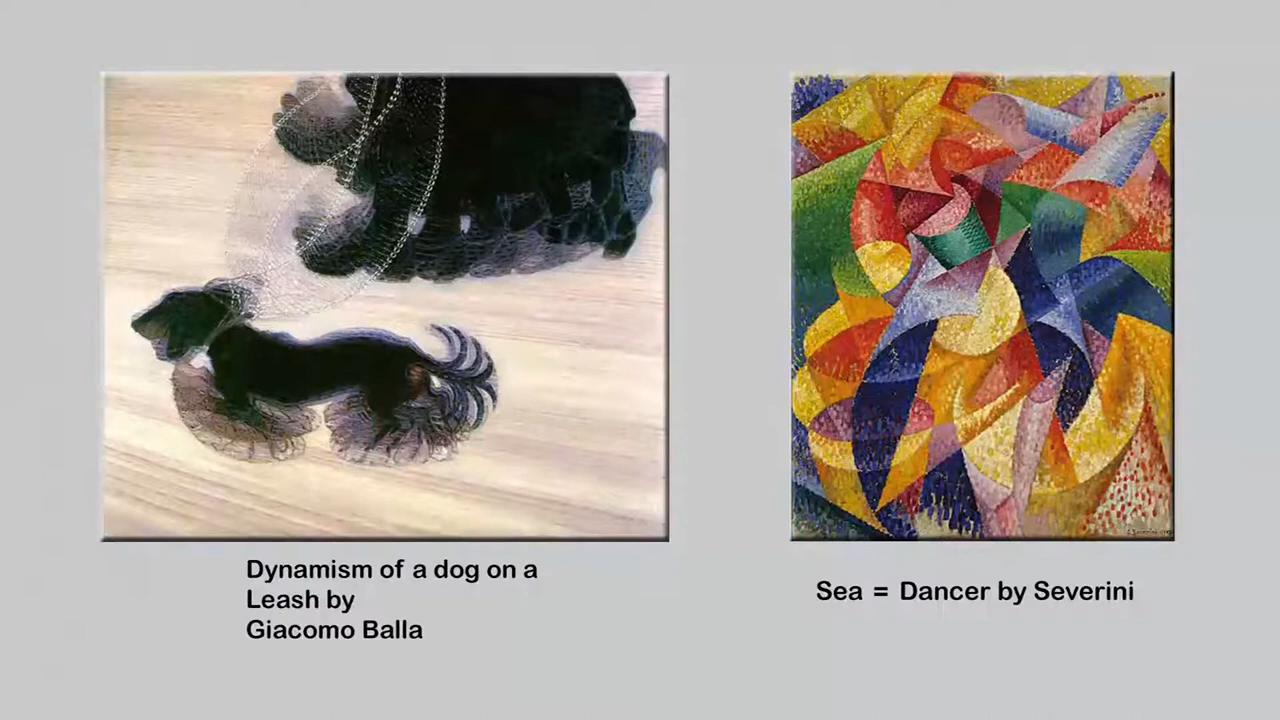 Dynamism of a dog on a
Leash by
Giacomo Balla
Sea = Dancer by Severini